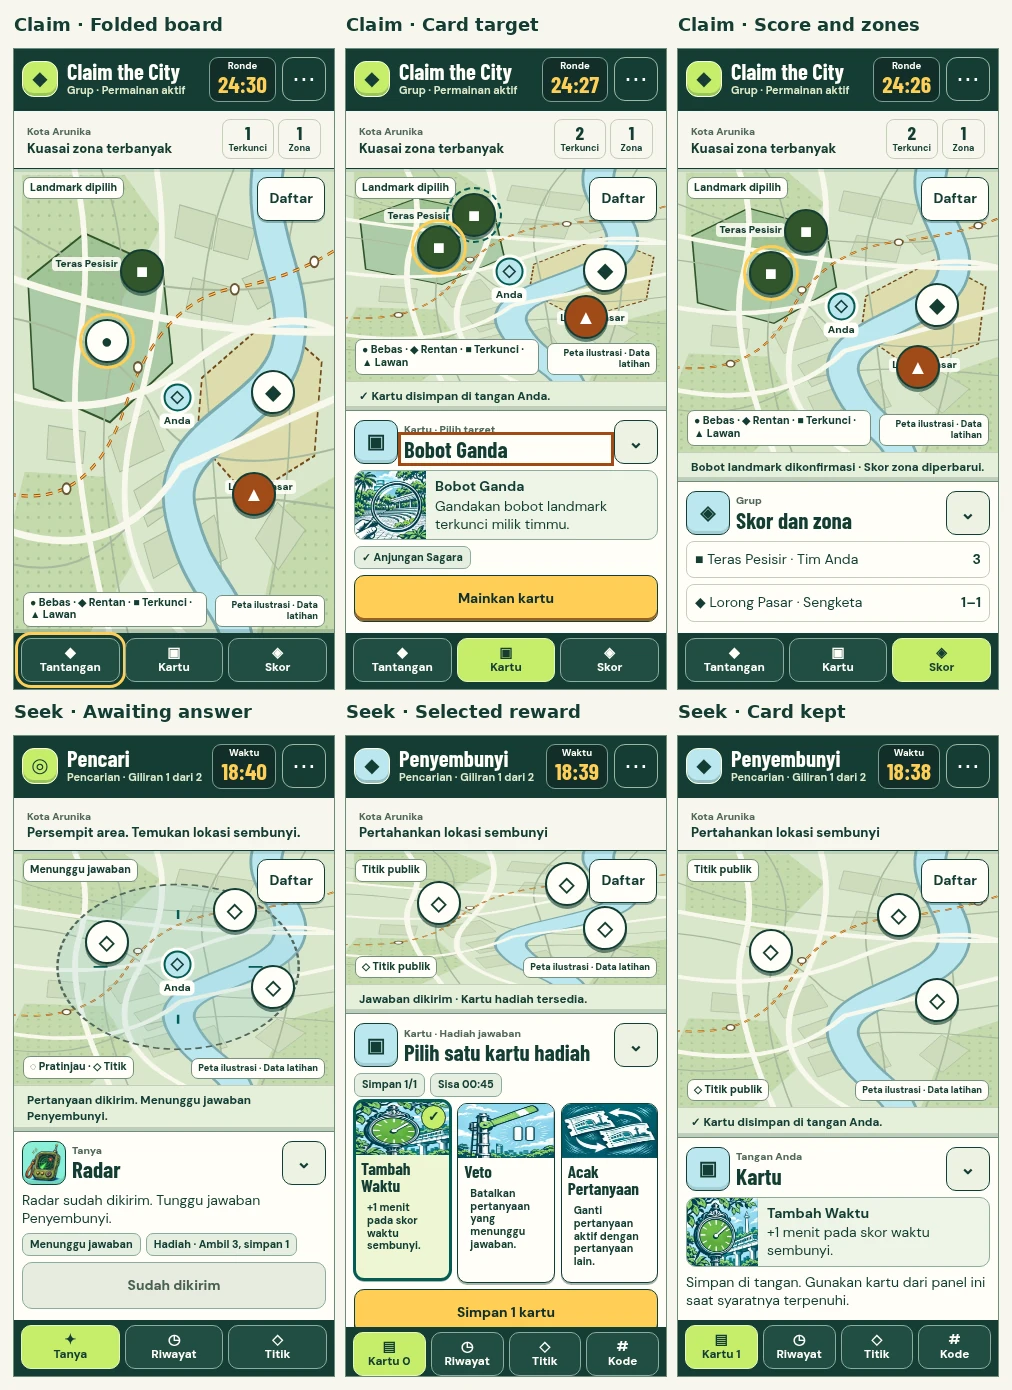 Claim · Folded board
Claim the City
Grup · Permainan aktif
Ronde
24:30
...
Kota Arunika
Kuasai zona terbanyak
1
Terkunci
1
Zona
Landmark dipilih
Daftar
Teras Pesisir
Anda
● Bebas · ◆ Rentan · ■ Terkunci ·
▲ Lawan
Peta ilustrasi · Data
latihan
Tantangan
Kartu
Skor
Claim · Card target
Claim the City
Grup · Permainan aktif
Ronde
24:27
...
Kota Arunika
Kuasai zona terbanyak
2
Terkunci
1
Zona
Landmark dipilih
Daftar
Teras Pesisir
Anda
● Bebas · ◆ Rentan · ■ Terkunci ·
▲ Lawan
Peta ilustrasi · Data
latihan
✓ Kartu disimpan di tangan Anda.
Kartu · Pilih target
Bobot Ganda
Bobot Ganda
Gandakan bobot landmark
terkunci milik timmu.
✓ Anjungan Sagara
Mainkan kartu
Tantangan
Kartu
Skor
Claim · Score and zones
Claim the City
Grup · Permainan aktif
Ronde
24:26
...
Kota Arunika
Kuasai zona terbanyak
2
Terkunci
1
Zona
Landmark dipilih
Daftar
Teras Pesisir
Anda
● Bebas · ◆ Rentan · ■ Terkunci ·
▲ Lawan
Peta ilustrasi · Data
latihan
Bobot landmark dikonfirmasi · Skor zona diperbarui.
Grup
Skor dan zona
■ Teras Pesisir · Tim Anda 3
◆ Lorong Pasar · Sengketa 1–1
Tantangan
Kartu
Skor
Seek · Awaiting answer
Pencari
Pencarian · Giliran 1 dari 2
Waktu
18:40
...
Kota Arunika
Persempit area. Temukan lokasi sembunyi.
Menunggu jawaban
Daftar
Anda
○ Pratinjau · ◇ Titik
Peta ilustrasi · Data latihan
Pertanyaan dikirim. Menunggu jawaban
Penyembunyi.
Tanya
Radar
Radar sudah dikirim. Tunggu jawaban
Penyembunyi.
Menunggu jawaban
Hadiah · Ambil 3, simpan 1
Sudah dikirim
Tanya
Riwayat
Titik
Seek · Selected reward
Penyembunyi
Pencarian · Giliran 1 dari 2
Waktu
18:39
...
Kota Arunika
Pertahankan lokasi sembunyi
Titik publik
Daftar
◇ Titik publik
Peta ilustrasi · Data latihan
Jawaban dikirim · Kartu hadiah tersedia.
Kartu · Hadiah jawaban
Pilih satu kartu hadiah
Simpan 1/1
Sisa 00:45
Tambah
Waktu
+1 menit
pada skor
waktu
sembunyi.
Veto
Batalkan
pertanyaan
yang
menunggu
jawaban.
Acak
Pertanyaan
Ganti
pertanyaan
aktif dengan
pertanyaan
lain.
Simpan 1 kartu
Kartu 0
Riwayat
Titik
#
Kode
Seek · Card kept
Penyembunyi
Pencarian · Giliran 1 dari 2
Waktu
18:38
...
Kota Arunika
Pertahankan lokasi sembunyi
Titik publik
Daftar
◇ Titik publik
Peta ilustrasi · Data latihan
✓ Kartu disimpan di tangan Anda.
Tangan Anda
Kartu
Tambah Waktu
+1 menit pada skor waktu
sembunyi.
Simpan di tangan. Gunakan kartu dari panel ini
saat syaratnya terpenuhi.
Kartu 1
Riwayat
Titik
#
Kode